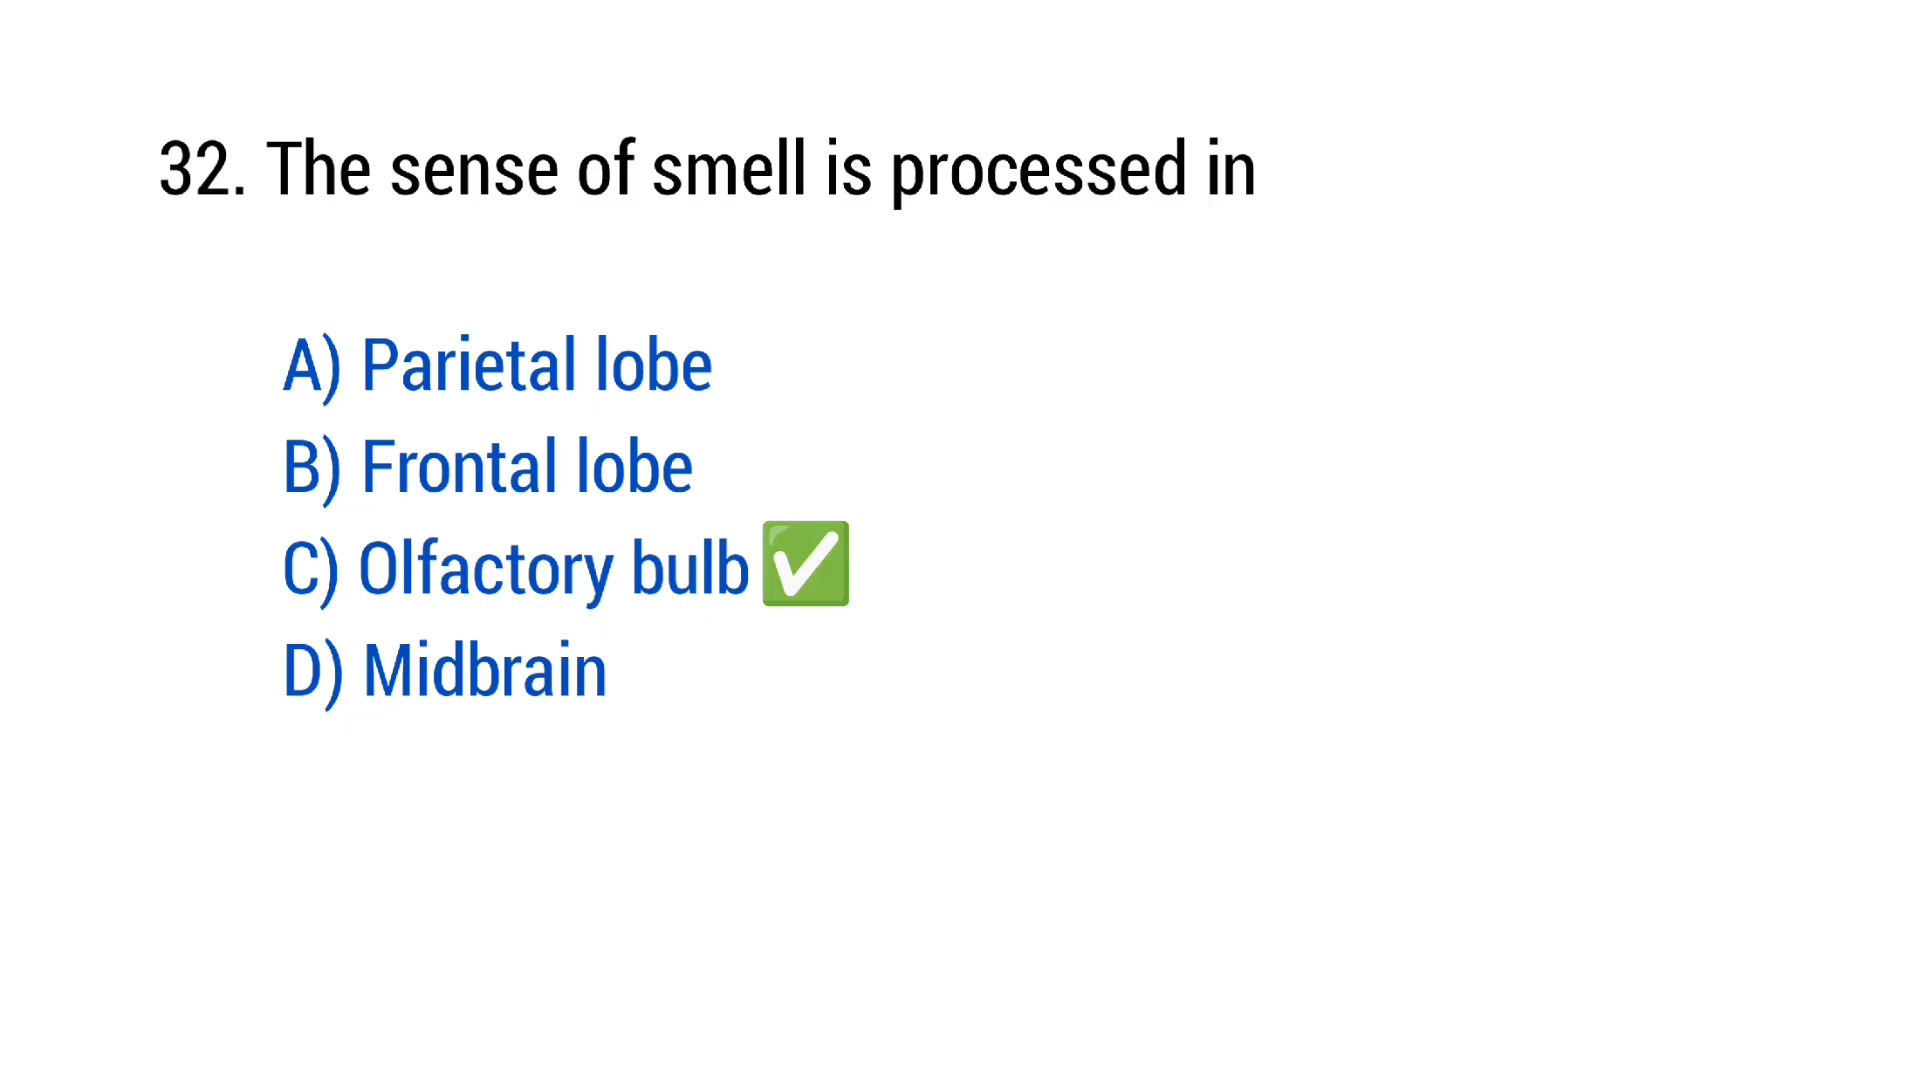 32. The sense of smell is processed in
A) Parietal lobe
B) Frontal lobe
C) Olfactory bulb ✅
D) Midbrain